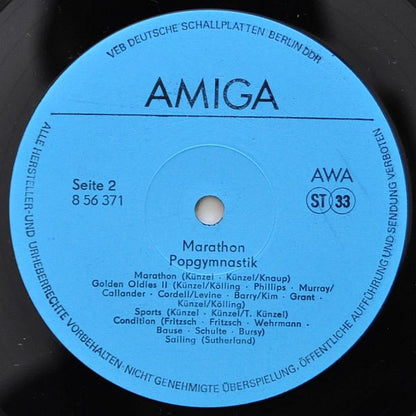 VEB DEUTSCHE SCHALLPLATTEN BERLIN DDR
AMIGA
Seite 2
8 56 371
AWA
ST 33
Marathon
Popgymnastik
Marathon (Künzel · Künzel/Knaup)
Golden Oldies II (Künzel/Kölling · Phillips · Murray/
Callander · Cordell/Levine · Barry/Kim · Grant ·
Künzel/Kölling)
Sports (Künzel · Künzel/T. Künzel)
Condition (Fritzsch · Fritzsch · Wehrmann ·
Bause · Schulte · Bursy)
Sailing (Sutherland)
ALLE HERSTELLER-UND URHEBERRECHTE VORBEHALTEN·NICHT GENEHMIGTE ÜBERSPIELUNG, ÖFFENTLICHE AUFFÜHRUNG UND SENDUNG VERBOTEN